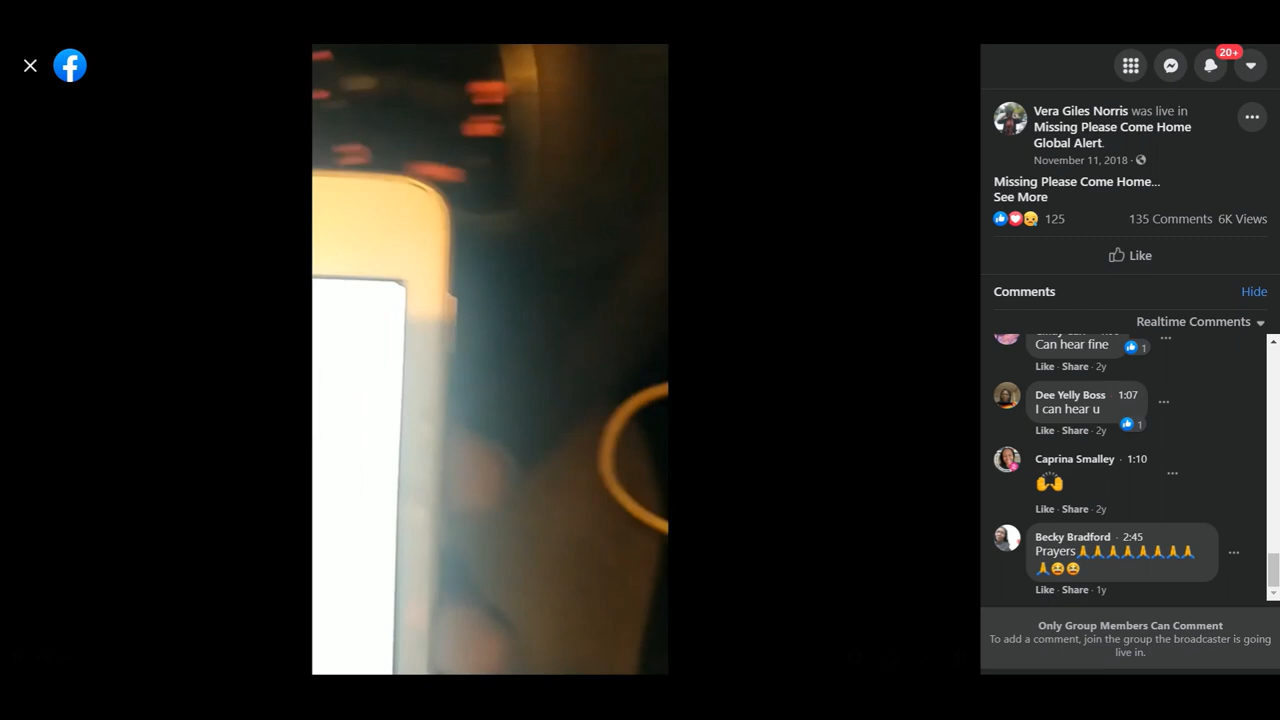 20+
Vera Giles Norris was live in
Missing Please Come Home
Global Alert.
November 11, 2018 ·
Missing Please Come Home...
See More
125 135 Comments 6K Views
Like
Comments Hide
Realtime Comments
Can hear fine
1
Like · Share · 2y
Dee Yelly Boss · 1:07
I can hear u
1
Like · Share · 2y
Caprina Smalley · 1:10
🙌
Like · Share · 2y
Becky Bradford · 2:45
Prayers🙏🙏🙏🙏🙏🙏🙏🙏
🙏😫😫
Like · Share · 1y
Only Group Members Can Comment
To add a comment, join the group the broadcaster is going
live in.